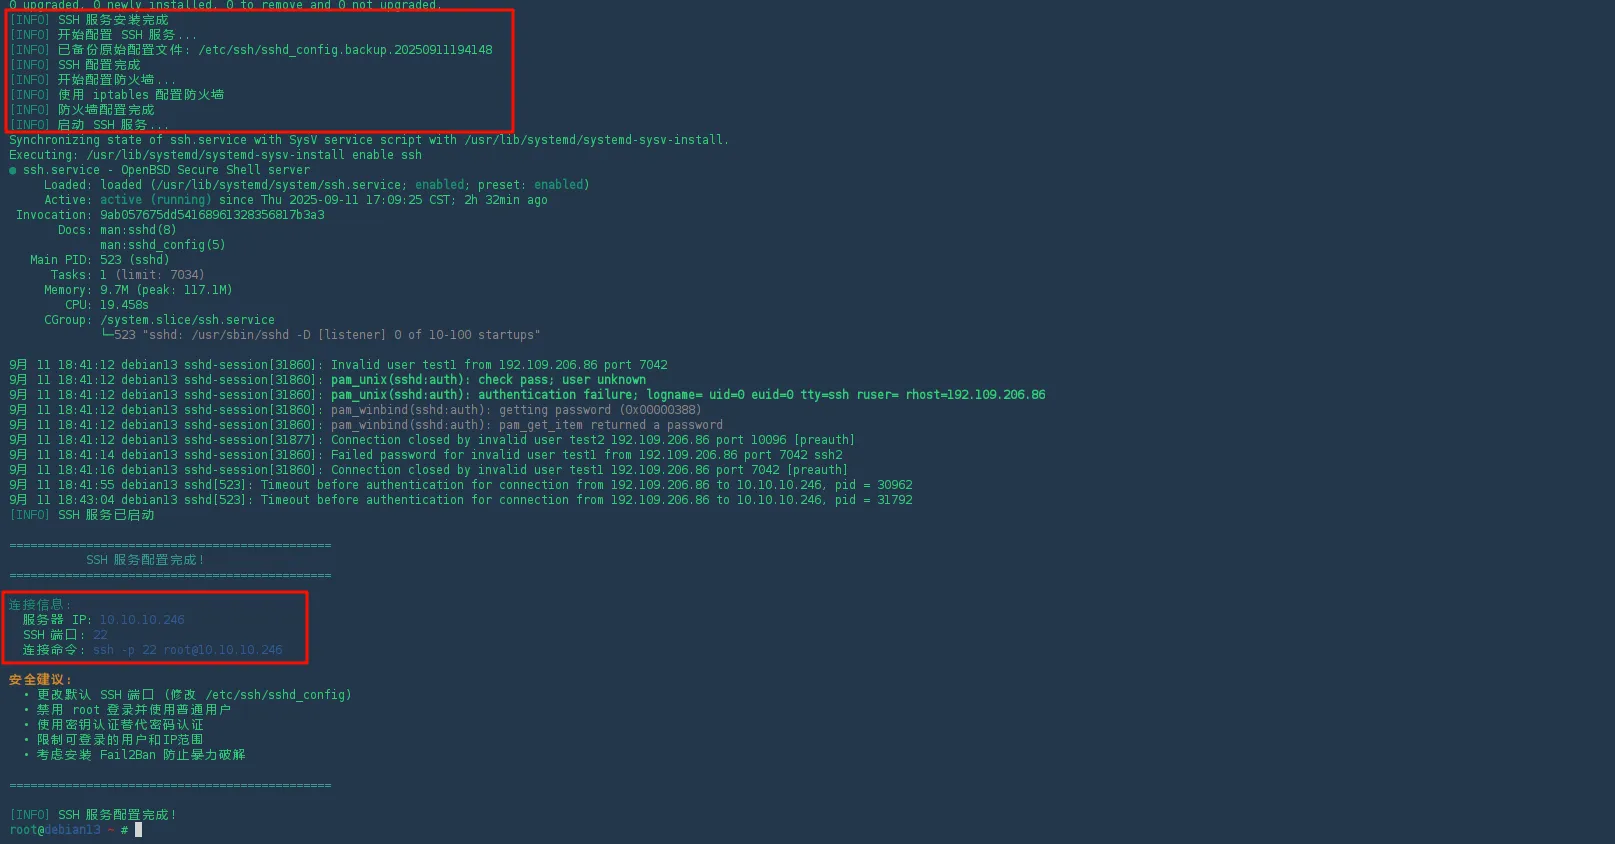 0 upgraded, 0 newly installed, 0 to remove and 0 not upgraded.
[INFO] SSH 服务安装完成
[INFO] 开始配置 SSH 服务...
[INFO] 已备份原始配置文件: /etc/ssh/sshd_config.backup.20250911194148
[INFO] SSH 配置完成
[INFO] 开始配置防火墙...
[INFO] 使用 iptables 配置防火墙
[INFO] 防火墙配置完成
[INFO] 启动 SSH 服务...
Synchronizing state of ssh.service with SysV service script with /usr/lib/systemd/systemd-sysv-install.
Executing: /usr/lib/systemd/systemd-sysv-install enable ssh
● ssh.service - OpenBSD Secure Shell server
Loaded: loaded (/usr/lib/systemd/system/ssh.service; enabled; preset: enabled)
Active: active (running) since Thu 2025-09-11 17:09:25 CST; 2h 32min ago
Invocation: 9ab057675dd54168961328356817b3a3
Docs: man:sshd(8)
man:sshd_config(5)
Main PID: 523 (sshd)
Tasks: 1 (limit: 7034)
Memory: 9.7M (peak: 117.1M)
CPU: 19.458s
CGroup: /system.slice/ssh.service
└─523 "sshd: /usr/sbin/sshd -D [listener] 0 of 10-100 startups"
9月 11 18:41:12 debian13 sshd-session[31860]: Invalid user test1 from 192.109.206.86 port 7042
9月 11 18:41:12 debian13 sshd-session[31860]: pam_unix(sshd:auth): check pass; user unknown
9月 11 18:41:12 debian13 sshd-session[31860]: pam_unix(sshd:auth): authentication failure; logname= uid=0 euid=0 tty=ssh ruser= rhost=192.109.206.86
9月 11 18:41:12 debian13 sshd-session[31860]: pam_winbind(sshd:auth): getting password (0x00000388)
9月 11 18:41:12 debian13 sshd-session[31860]: pam_winbind(sshd:auth): pam_get_item returned a password
9月 11 18:41:12 debian13 sshd-session[31877]: Connection closed by invalid user test2 192.109.206.86 port 10096 [preauth]
9月 11 18:41:14 debian13 sshd-session[31860]: Failed password for invalid user test1 from 192.109.206.86 port 7042 ssh2
9月 11 18:41:16 debian13 sshd-session[31860]: Connection closed by invalid user test1 192.109.206.86 port 7042 [preauth]
9月 11 18:41:55 debian13 sshd[523]: Timeout before authentication for connection from 192.109.206.86 to 10.10.10.246, pid = 30962
9月 11 18:43:04 debian13 sshd[523]: Timeout before authentication for connection from 192.109.206.86 to 10.10.10.246, pid = 31792
[INFO] SSH 服务已启动
==============================================
SSH 服务配置完成!
==============================================
连接信息:
服务器 IP: 10.10.10.246
SSH 端口: 22
连接命令: ssh -p 22 root@10.10.10.246
安全建议:
• 更改默认 SSH 端口 (修改 /etc/ssh/sshd_config)
• 禁用 root 登录并使用普通用户
• 使用密钥认证替代密码认证
• 限制可登录的用户和IP范围
• 考虑安装 Fail2Ban 防止暴力破解
==============================================
[INFO] SSH 服务配置完成!
root@debian13 ~ #